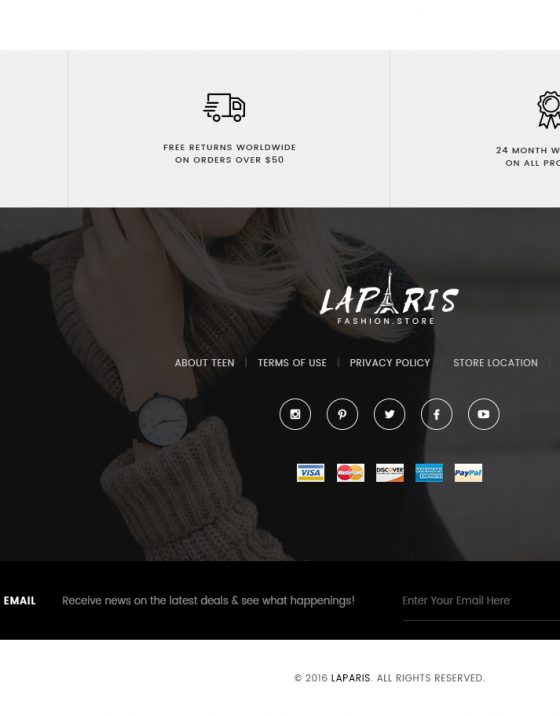 FREE RETURNS WORLDWIDE
ON ORDERS OVER $50
24 MONTH W
ON ALL PRO
LAPARIS
FASHION.STORE
ABOUT TEEN | TERMS OF USE | PRIVACY POLICY | STORE LOCATION
VISA MasterCard DISCOVER AMERICAN EXPRESS PayPal
EMAIL Receive news on the latest deals & see what happenings! Enter Your Email Here
© 2016 LAPARIS. ALL RIGHTS RESERVED.